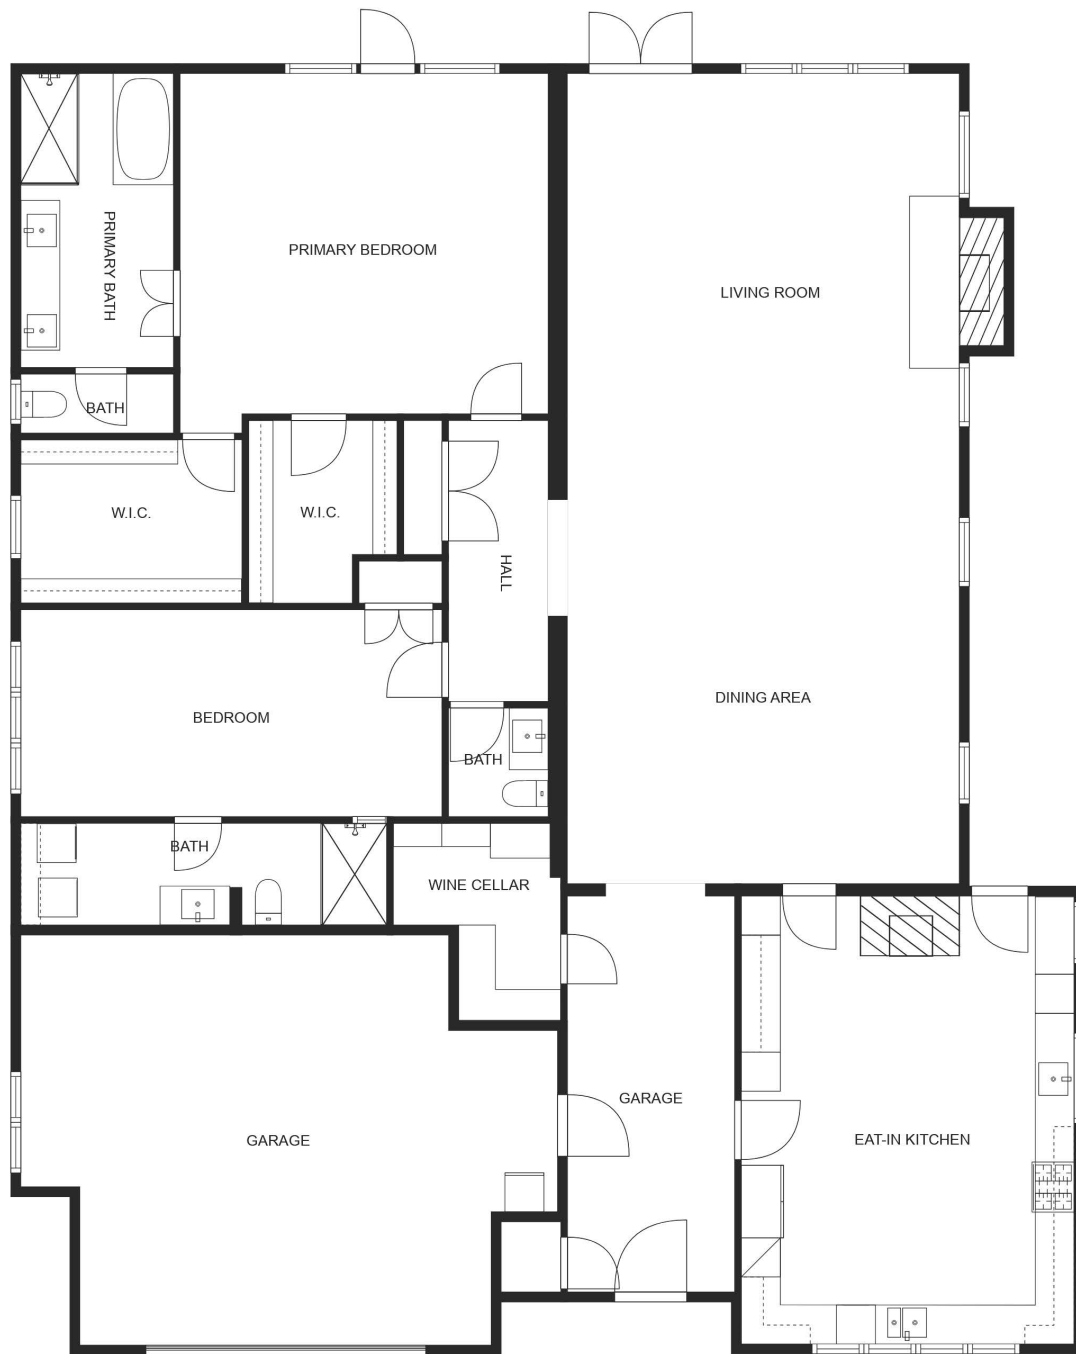 PRIMARY BATH
PRIMARY BEDROOM
LIVING ROOM
BATH
W.I.C.
W.I.C.
HALL
BEDROOM
DINING AREA
BATH
BATH
WINE CELLAR
GARAGE
GARAGE
EAT-IN KITCHEN